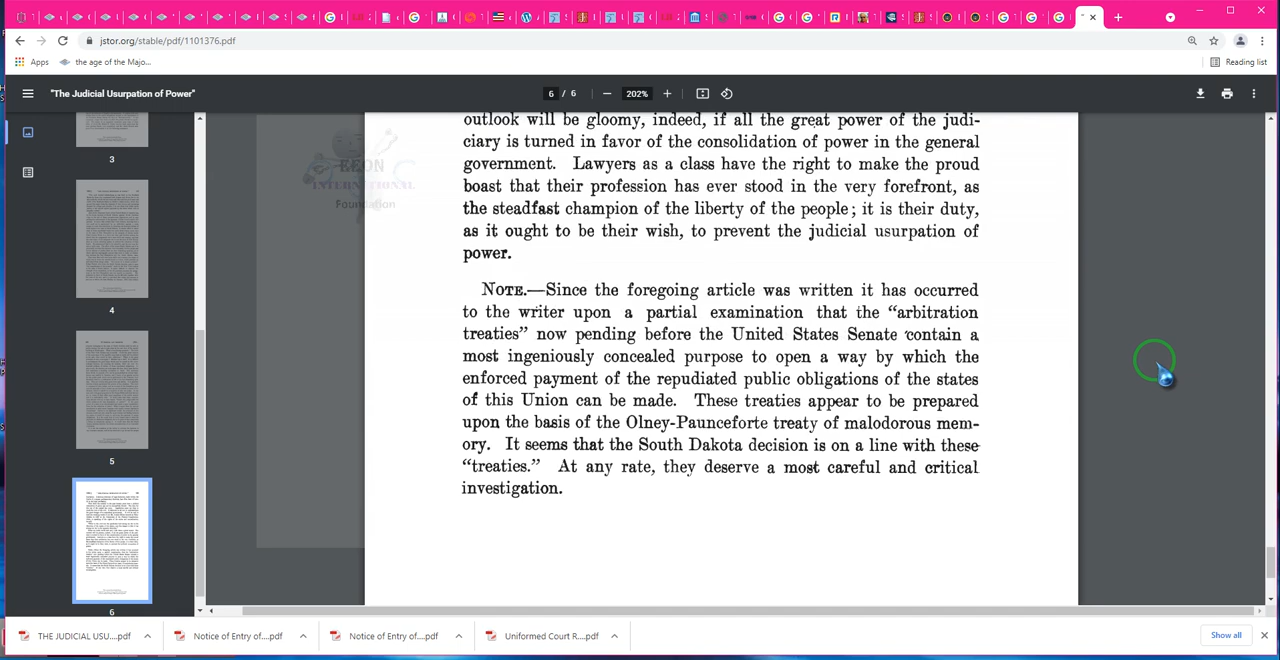 jstor.org/stable/pdf/1101376.pdf
Apps the age of the Majo... Reading list
"The Judicial Usurpation of Power" 6 / 6 202%
3
4
5
6
outlook will be gloomy, indeed, if all the great power of the judi-
ciary is turned in favor of the consolidation of power in the general
government. Lawyers as a class have the right to make the proud
boast that their profession has ever stood in the very forefront, as
the steadfast champion of the liberty of the people; it is their duty,
as it ought to be their wish, to prevent the judicial usurpation of
power.
NOTE.—Since the foregoing article was written it has occurred
to the writer upon a partial examination that the "arbitration
treaties" now pending before the United States Senate contain a
most ingeniously concealed purpose to open a way by which the
enforced payment of the repudiated public obligations of the states
of this Union can be made. These treaties appear to be prepared
upon the basis of the Olney-Paunceforte treaty of malodorous mem-
ory. It seems that the South Dakota decision is on a line with these
"treaties." At any rate, they deserve a most careful and critical
investigation.
INTERNATIONAL
Foundation
THE JUDICIAL USU....pdf Notice of Entry of....pdf Notice of Entry of....pdf Uniformed Court R....pdf Show all